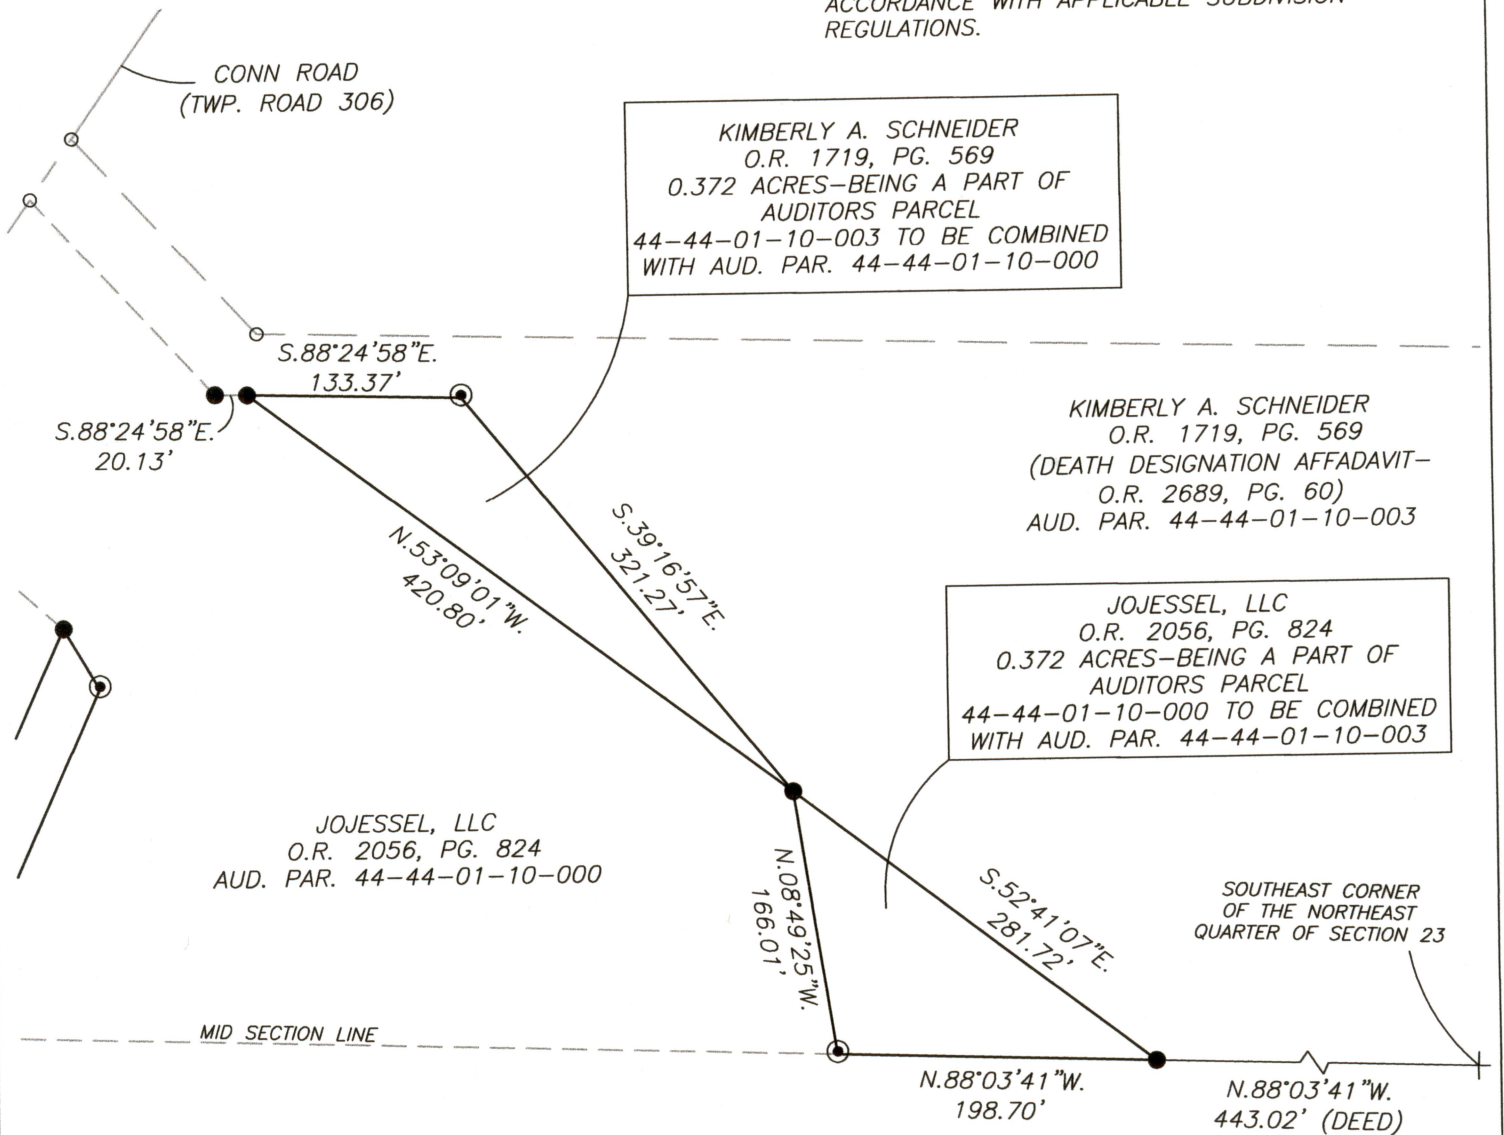 ACCORDANCE WITH APPLICABLE SUBDIVISION
REGULATIONS.
CONN ROAD
(TWP. ROAD 306)
KIMBERLY A. SCHNEIDER
O.R. 1719, PG. 569
0.372 ACRES-BEING A PART OF
AUDITORS PARCEL
44-44-01-10-003 TO BE COMBINED
WITH AUD. PAR. 44-44-01-10-000
S.88°24'58"E.
133.37'
S.88°24'58"E.
20.13'
KIMBERLY A. SCHNEIDER
O.R. 1719, PG. 569
(DEATH DESIGNATION AFFADAVIT-
O.R. 2689, PG. 60)
AUD. PAR. 44-44-01-10-003
S.39°16'57"E.
321.27'
N.53°09'01"W.
420.80'
JOJESSEL, LLC
O.R. 2056, PG. 824
0.372 ACRES-BEING A PART OF
AUDITORS PARCEL
44-44-01-10-000 TO BE COMBINED
WITH AUD. PAR. 44-44-01-10-003
JOJESSEL, LLC
O.R. 2056, PG. 824
AUD. PAR. 44-44-01-10-000
N.08°49'25"W.
166.01'
S.52°41'07"E.
281.72'
SOUTHEAST CORNER
OF THE NORTHEAST
QUARTER OF SECTION 23
MID SECTION LINE
N.88°03'41"W.
198.70'
N.88°03'41"W.
443.02' (DEED)